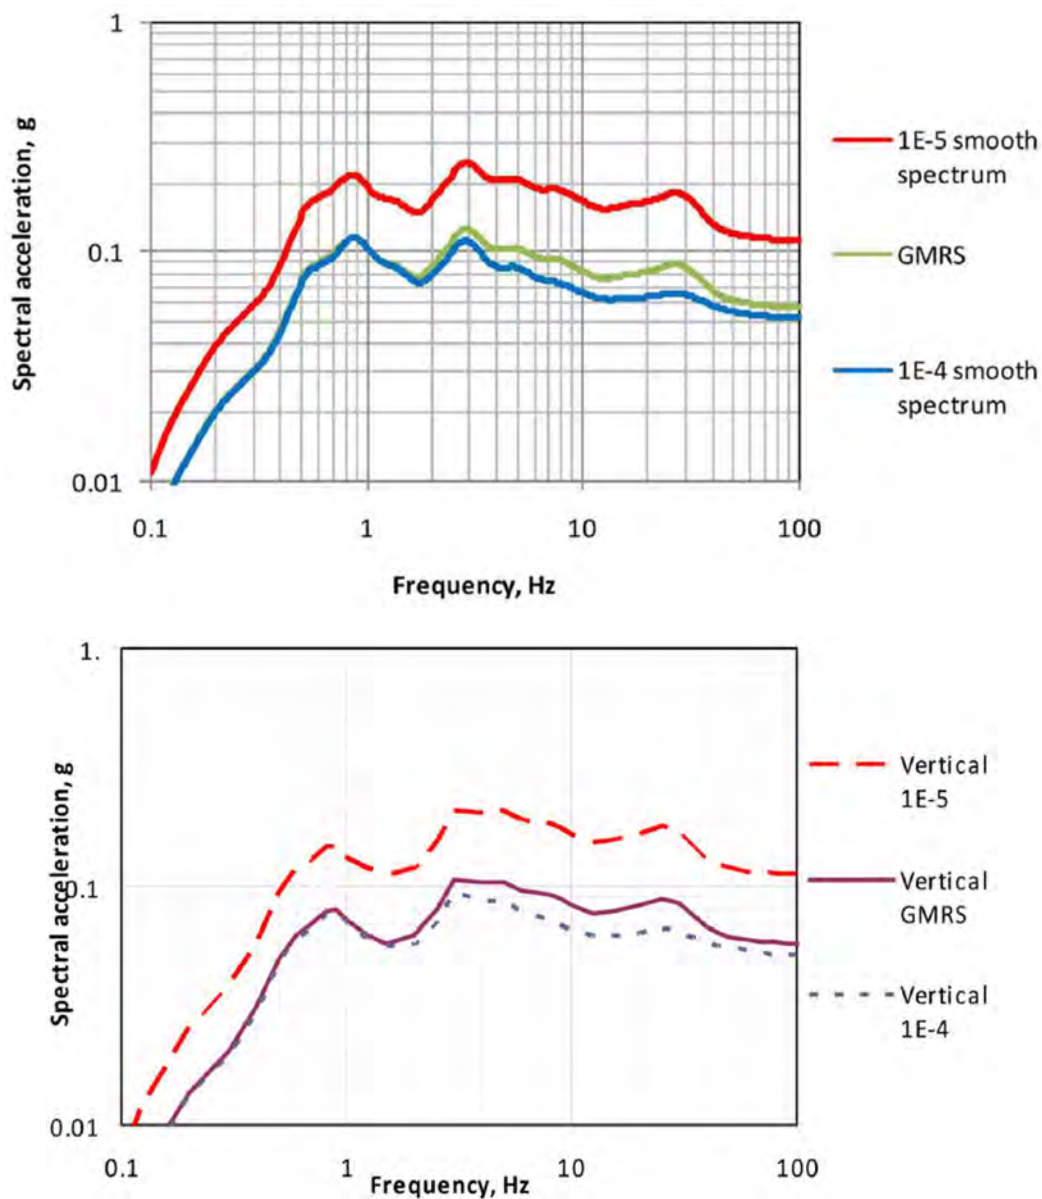 1
0.1
0.01
0.1 1 10 100
Spectral acceleration, g
Frequency, Hz
1E-5 smooth
spectrum
GMRS
1E-4 smooth
spectrum
1.
0.1
0.01
0.1 1 10 100
Spectral acceleration, g
Frequency, Hz
Vertical
1E-5
Vertical
GMRS
Vertical
1E-4